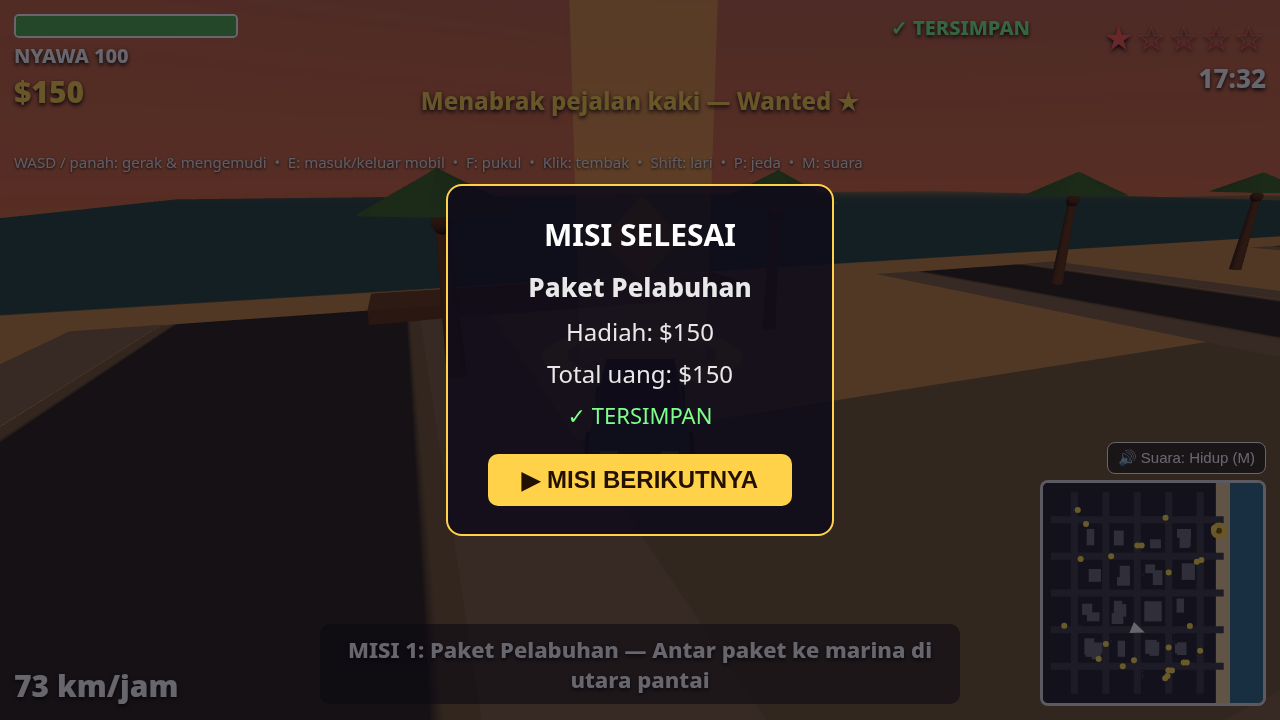 NYAWA 100
$150
✓ TERSIMPAN
★☆☆☆☆
17:32
Menabrak pejalan kaki — Wanted ★
WASD / panah: gerak & mengemudi • E: masuk/keluar mobil • F: pukul • Klik: tembak • Shift: lari • P: jeda • M: suara
MISI SELESAI
Paket Pelabuhan
Hadiah: $150
Total uang: $150
✓ TERSIMPAN
▶ MISI BERIKUTNYA
🔊 Suara: Hidup (M)
MISI 1: Paket Pelabuhan — Antar paket ke marina di
utara pantai
73 km/jam